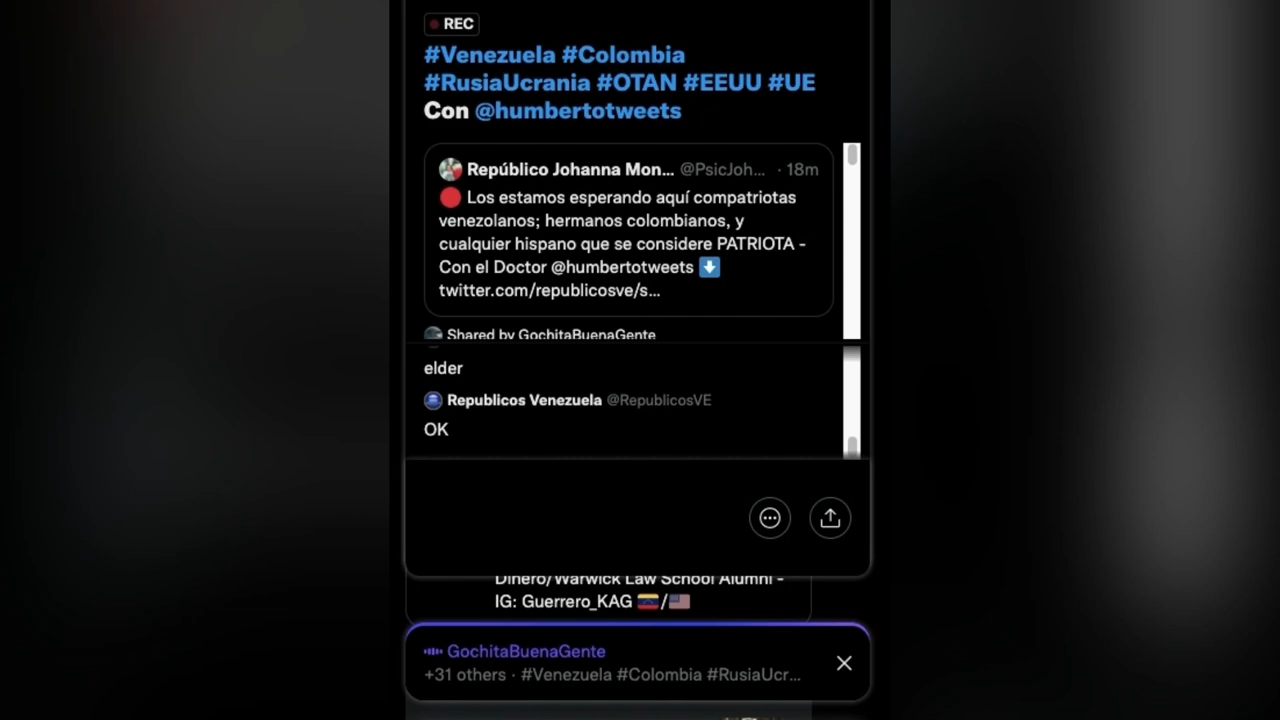 REC
#Venezuela #Colombia
#RusiaUcrania #OTAN #EEUU #UE
Con @humbertotweets
Repúblico Johanna Mon... @PsicJoh... · 18m
🔴 Los estamos esperando aquí compatriotas
venezolanos; hermanos colombianos, y
cualquier hispano que se considere PATRIOTA -
Con el Doctor @humbertotweets ⬇️
twitter.com/republicosve/s...
Shared by GochitaBuenaGente
elder
Republicos Venezuela @RepublicosVE
OK
Dinero/Warwick Law School Alumni -
IG: Guerrero_KAG 🇻🇪/🇺🇸
GochitaBuenaGente
+31 others · #Venezuela #Colombia #RusiaUcr...